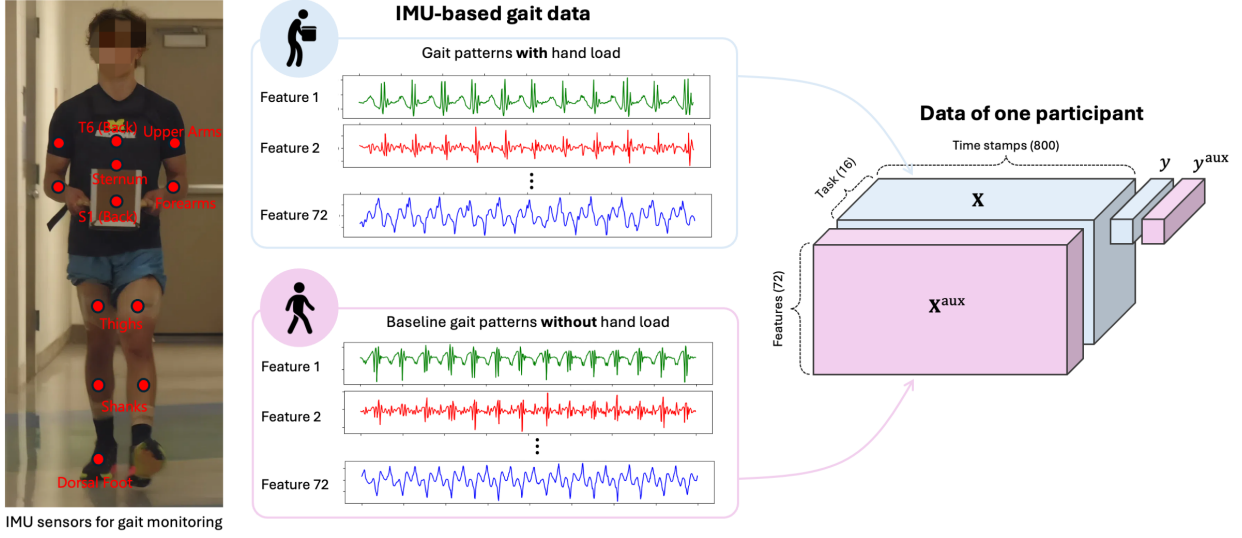 T6 (Back)
Upper Arms
Sternum
S1 (Back)
Forearms
Thighs
Shanks
Dorsal Foot
IMU sensors for gait monitoring
IMU-based gait data
Gait patterns with hand load
Feature 1
Feature 2
Feature 72
Baseline gait patterns without hand load
Feature 1
Feature 2
Feature 72
Data of one participant
Time stamps (800)
Task (16)
Features (72)
X
y
y^aux
X^aux